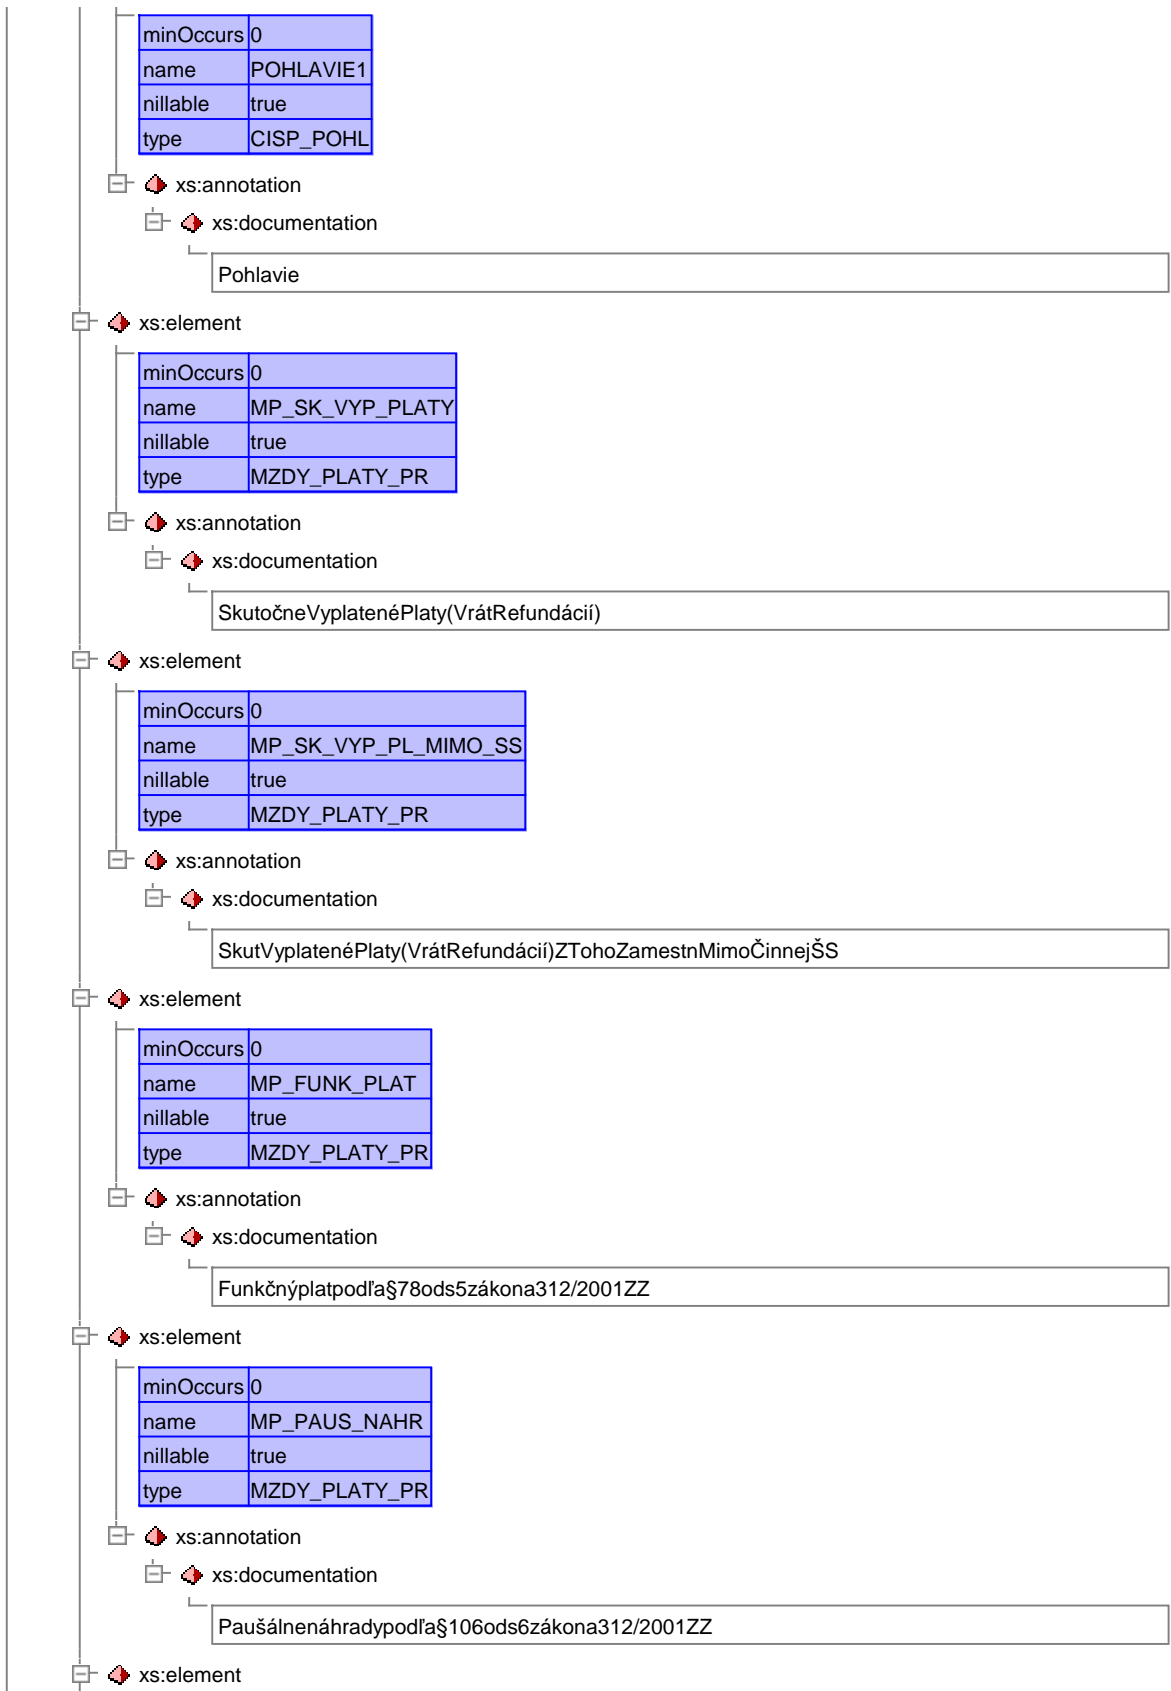 minOccurs 0
name POHLAVIE1
nillable true
type CISP_POHL
xs:annotation
xs:documentation
Pohlavie
xs:element
minOccurs 0
name MP_SK_VYP_PLATY
nillable true
type MZDY_PLATY_PR
xs:annotation
xs:documentation
SkutočneVyplatenéPlaty(VrátRefundácií)
xs:element
minOccurs 0
name MP_SK_VYP_PL_MIMO_SS
nillable true
type MZDY_PLATY_PR
xs:annotation
xs:documentation
SkutVyplatenéPlaty(VrátRefundácií)ZTohoZamestnMimoČinnejŠS
xs:element
minOccurs 0
name MP_FUNK_PLAT
nillable true
type MZDY_PLATY_PR
xs:annotation
xs:documentation
Funkčnýplatpodľa§78ods5zákona312/2001ZZ
xs:element
minOccurs 0
name MP_PAUS_NAHR
nillable true
type MZDY_PLATY_PR
xs:annotation
xs:documentation
Paušálnenáhradypodľa§106ods6zákona312/2001ZZ
xs:element